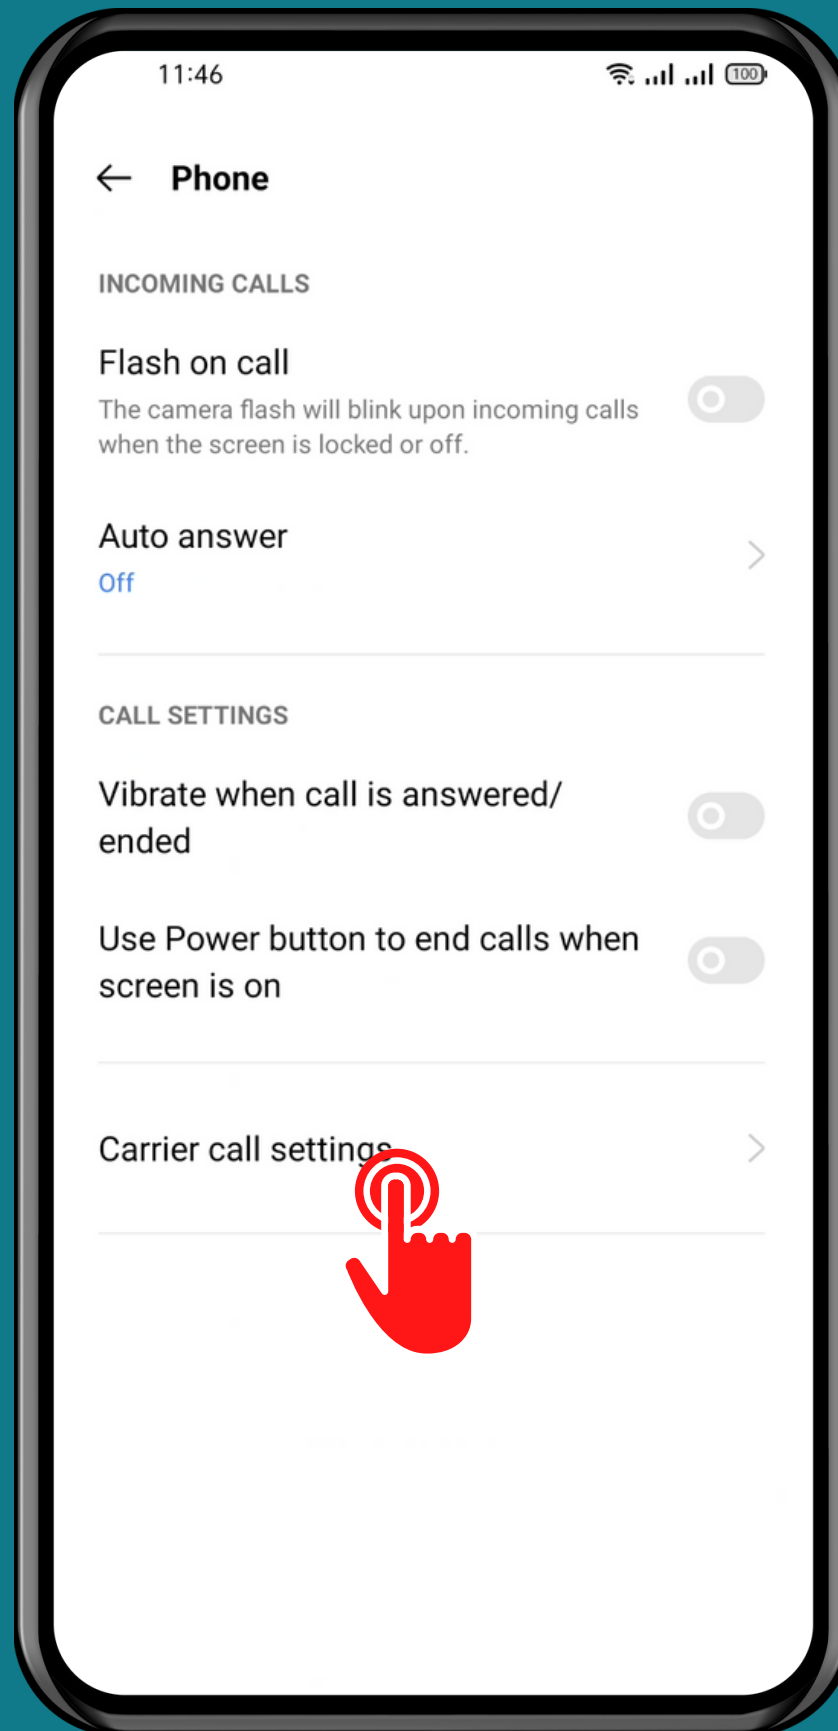 11:46
100
Phone
INCOMING CALLS
Flash on call
The camera flash will blink upon incoming calls
when the screen is locked or off.
Auto answer
Off
CALL SETTINGS
Vibrate when call is answered/
ended
Use Power button to end calls when
screen is on
Carrier call settings